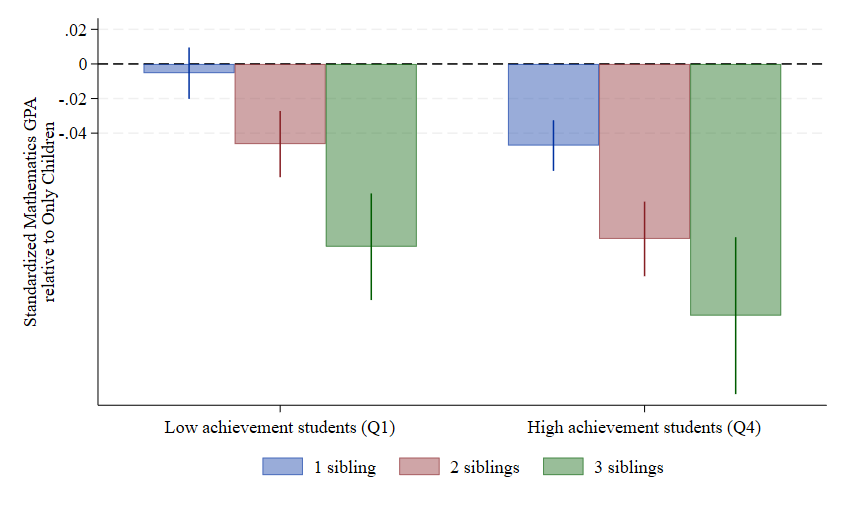 .02
0
-.02
-.04
Standardized Mathematics GPA
relative to Only Children
Low achievement students (Q1)
High achievement students (Q4)
1 sibling
2 siblings
3 siblings